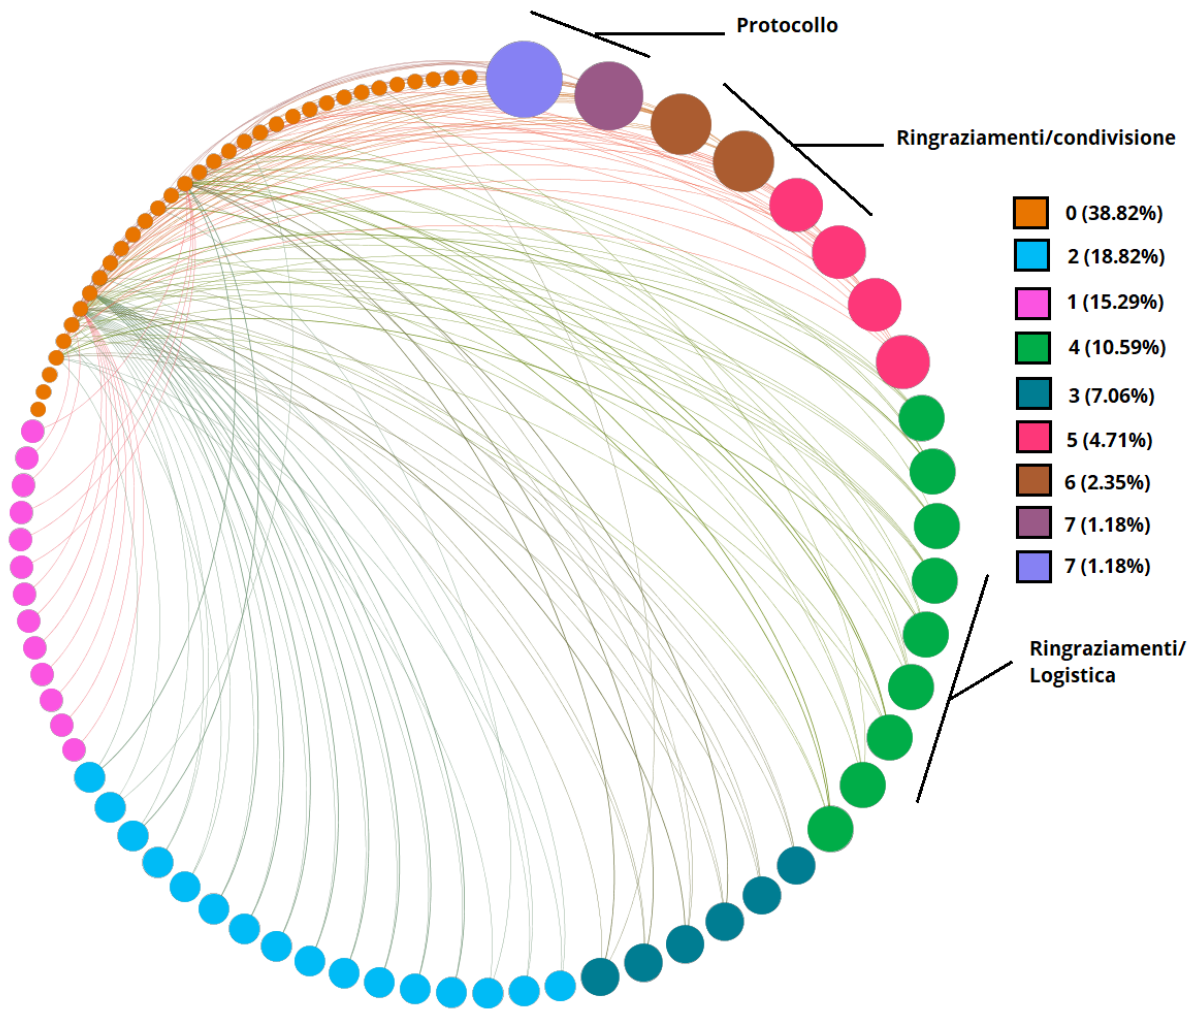 Protocollo
Ringraziamenti/condivisione
0 (38.82%)
2 (18.82%)
1 (15.29%)
4 (10.59%)
3 (7.06%)
5 (4.71%)
6 (2.35%)
7 (1.18%)
7 (1.18%)
Ringraziamenti/
Logistica